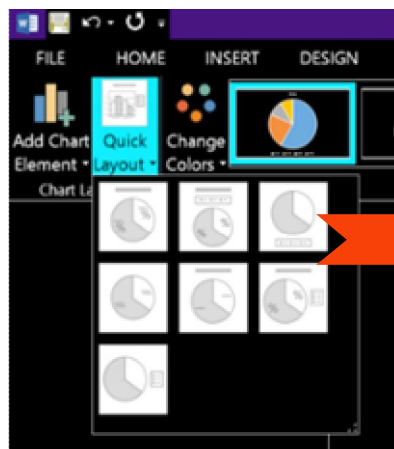 FILE HOME INSERT DESIGN
Add Chart Quick Change
Element Layout Colors
Chart La